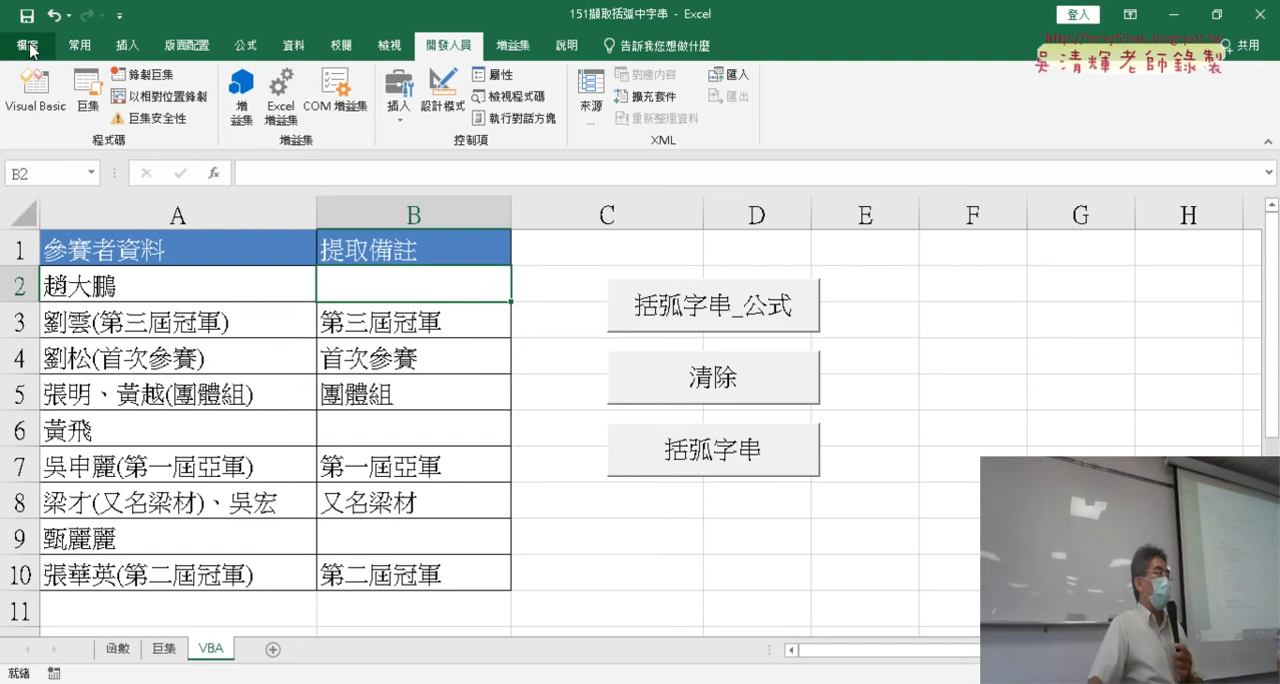 151擷取括弧中字串 - Excel
登入
檔案 常用 插入 版面配置 公式 資料 校閱 檢視 開發人員 增益集 說明 告訴我您想做什麼 共用
http://terry55wu.blogspot.tw
吳清輝老師錄製
Visual Basic
巨集
錄製巨集
以相對位置錄製
巨集安全性
程式碼
增益集
Excel 增益集
COM 增益集
增益集
插入
設計模式
屬性
檢視程式碼
執行對話方塊
控制項
來源
...
對應內容
擴充套件
重新整理資料
匯入
匯出
XML
B2
fx
A B C D E F G H
1 參賽者資料 提取備註
2 趙大鵬
3 劉雲(第三屆冠軍) 第三屆冠軍
4 劉松(首次參賽) 首次參賽
5 張明、黃越(團體組) 團體組
6 黃飛
7 吳申麗(第一屆亞軍) 第一屆亞軍
8 梁才(又名梁材)、吳宏 又名梁材
9 甄麗麗
10 張華英(第二屆冠軍) 第二屆冠軍
11
括弧字串_公式
清除
括弧字串
函數 巨集 VBA
就緒